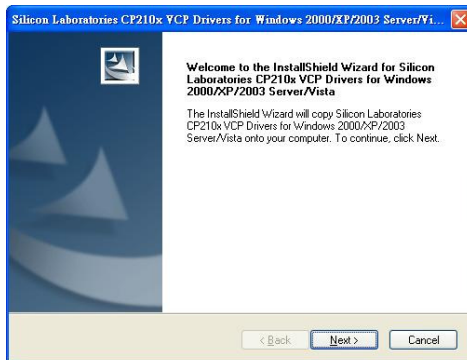 Silicon Laboratories CP210x VCP Drivers for Windows 2000/XP/2003 Server/Vi...
Welcome to the InstallShield Wizard for Silicon
Laboratories CP210x VCP Drivers for Windows
2000/XP/2003 Server/Vista
The InstallShield Wizard will copy Silicon Laboratories
CP210x VCP Drivers for Windows 2000/XP/2003
Server/Vista onto your computer. To continue, click Next.
< Back Next > Cancel